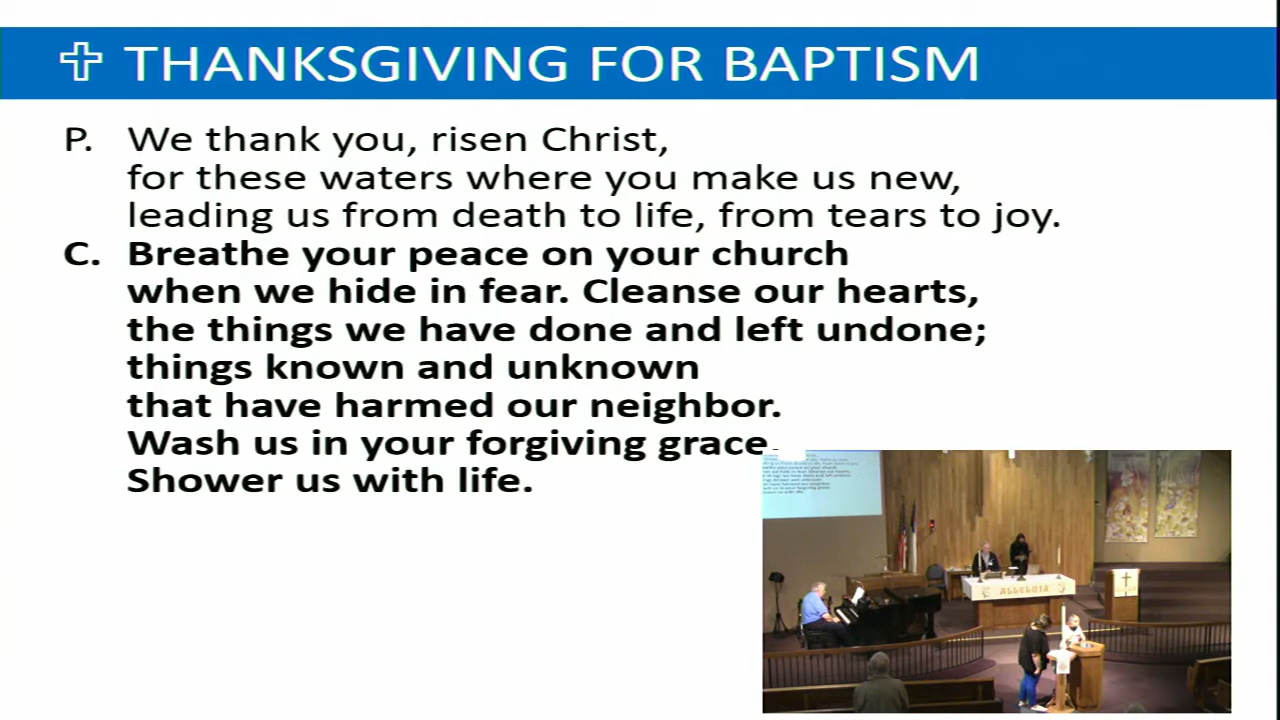 THANKSGIVING FOR BAPTISM
P. We thank you, risen Christ,
for these waters where you make us new,
leading us from death to life, from tears to joy.
C. Breathe your peace on your church
when we hide in fear. Cleanse our hearts,
the things we have done and left undone;
things known and unknown
that have harmed our neighbor.
Wash us in your forgiving grace.
Shower us with life.
ALLELUIA